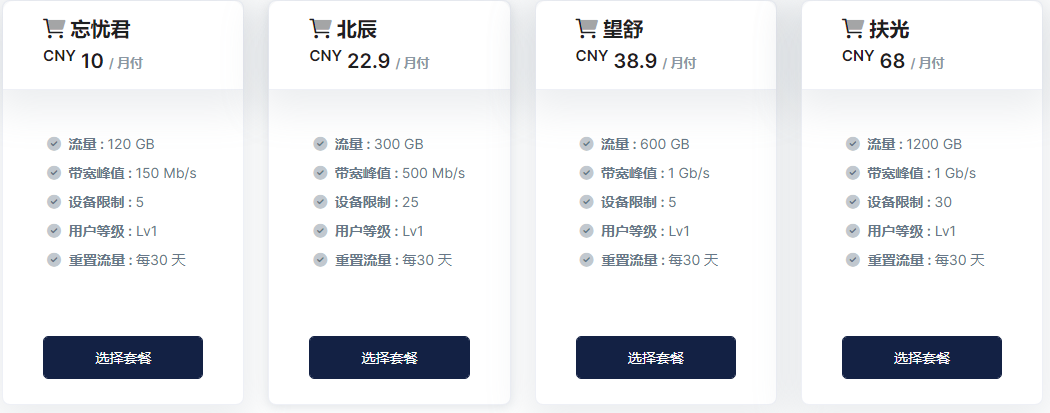 忘忧君
CNY 10 / 月付
流量 : 120 GB
带宽峰值 : 150 Mb/s
设备限制 : 5
用户等级 : Lv1
重置流量 : 每30 天
选择套餐
北辰
CNY 22.9 / 月付
流量 : 300 GB
带宽峰值 : 500 Mb/s
设备限制 : 25
用户等级 : Lv1
重置流量 : 每30 天
选择套餐
望舒
CNY 38.9 / 月付
流量 : 600 GB
带宽峰值 : 1 Gb/s
设备限制 : 5
用户等级 : Lv1
重置流量 : 每30 天
选择套餐
扶光
CNY 68 / 月付
流量 : 1200 GB
带宽峰值 : 1 Gb/s
设备限制 : 30
用户等级 : Lv1
重置流量 : 每30 天
选择套餐